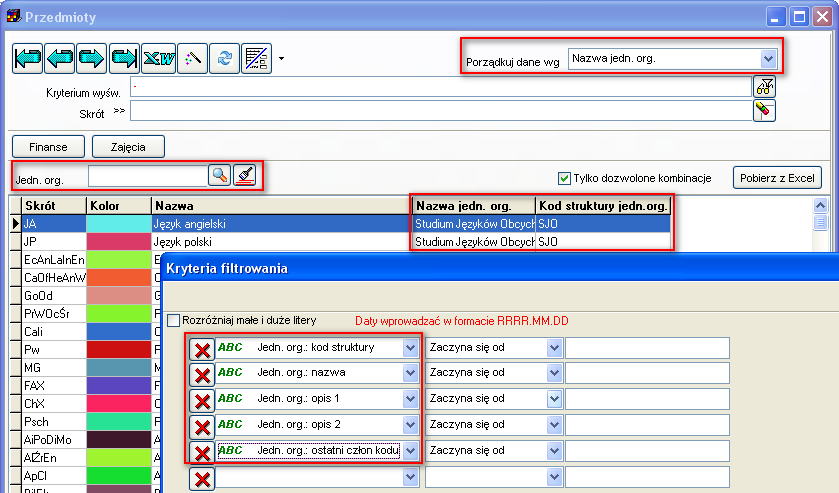 Przedmioty
XW
Porządkuj dane wg Nazwa jedn. org.
Kryterium wyśw. .
Skrót >>
Finanse Zajęcia
Jedn. org. Tylko dozwolone kombinacje Pobierz z Excel
Skrót Kolor Nazwa Nazwa jedn. org. Kod struktury jedn.org.
JA Język angielski Studium Języków Obcych SJO
JP Język polski Studium Języków Obcych SJO
EcAnLaInEn
CaOfHeAnW
GoOd
PrWOcŚr
Cali
Pw
MG
FAX
ChX
Psch
AiPoDiMo
AlŹrEn
ApCl
Kryteria filtrowania
Rozróżniaj małe i duże litery Daty wprowadzać w formacie RRRR.MM.DD
ABC Jedn. org.: kod struktury Zaczyna się od
ABC Jedn. org.: nazwa Zaczyna się od
ABC Jedn. org.: opis 1 Zaczyna się od
ABC Jedn. org.: opis 2 Zaczyna się od
ABC Jedn. org.: ostatni człon kodu Zaczyna się od